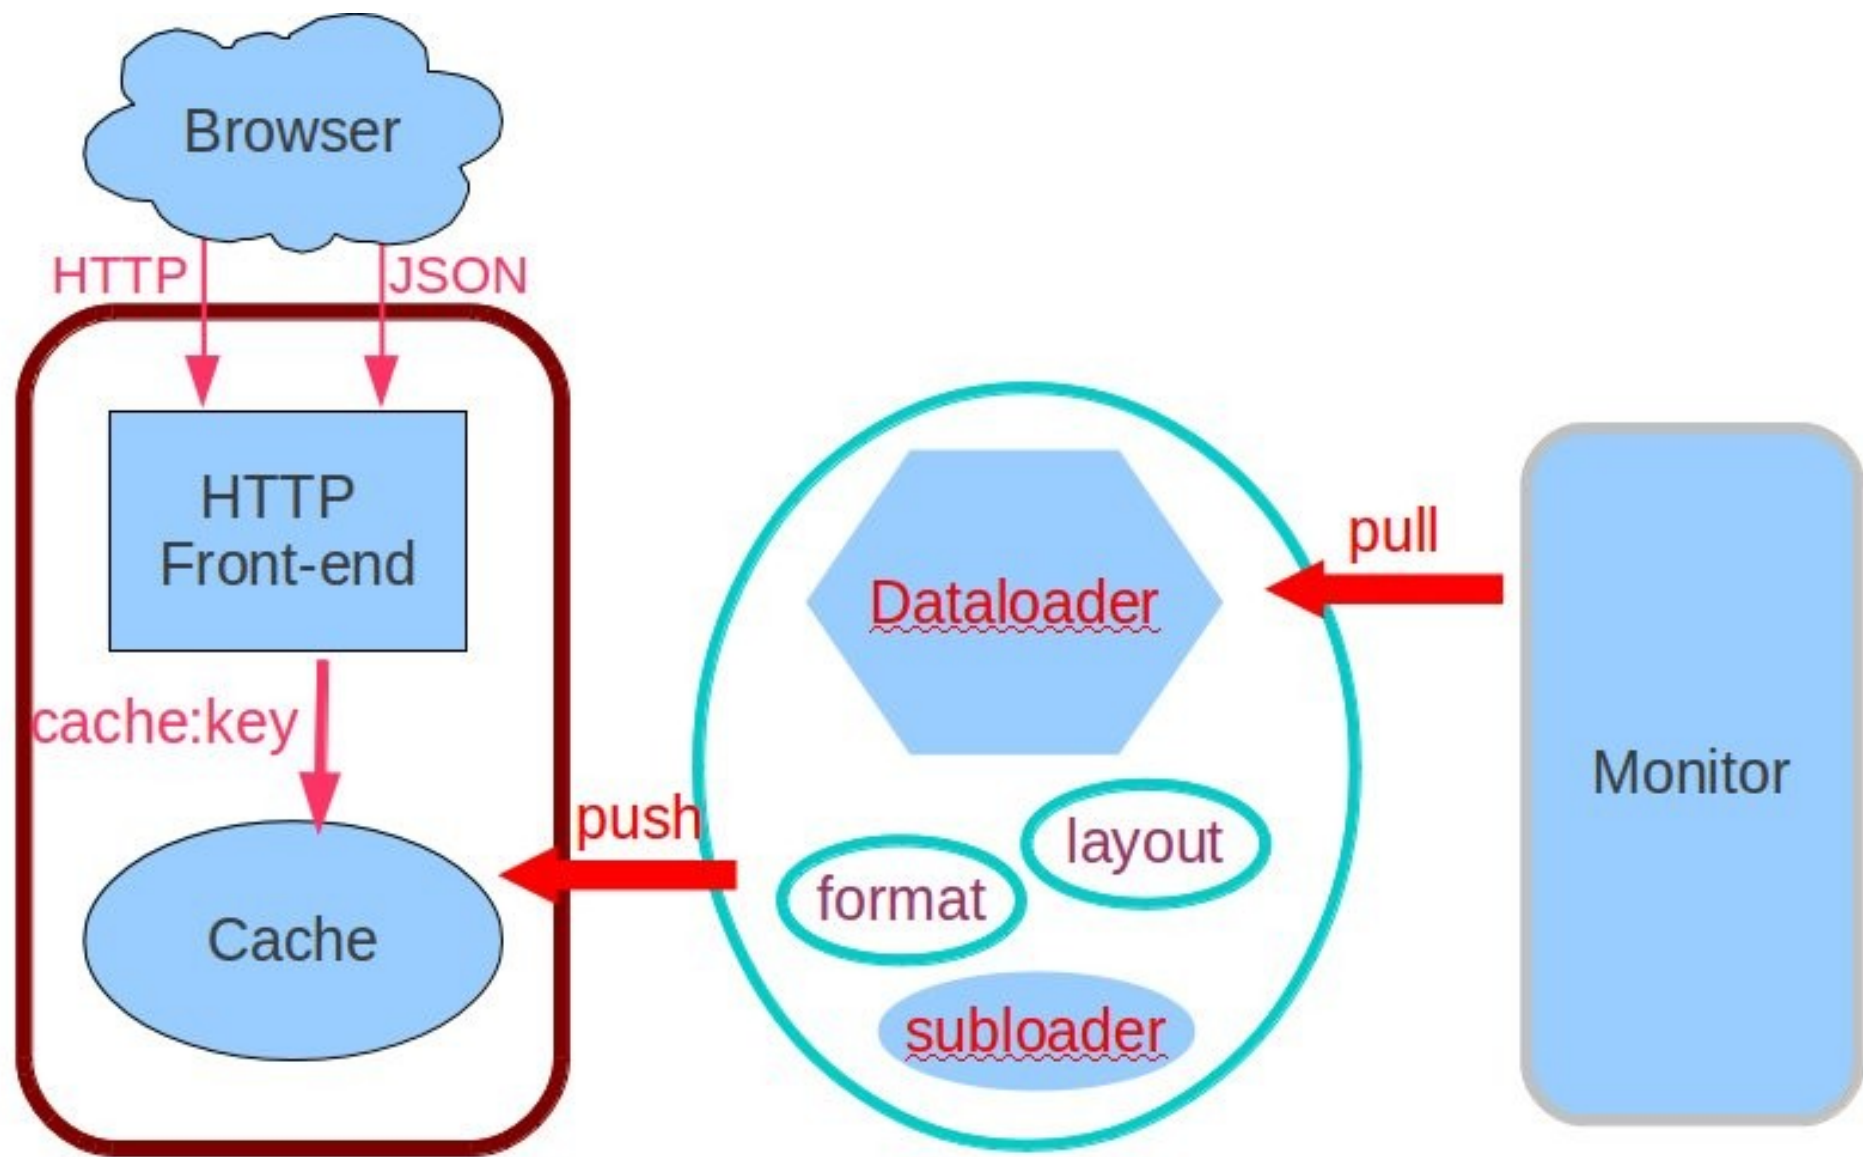 Browser
HTTP
JSON
HTTP
Front-end
cache:key
Cache
push
Dataloader
layout
format
subloader
pull
Monitor